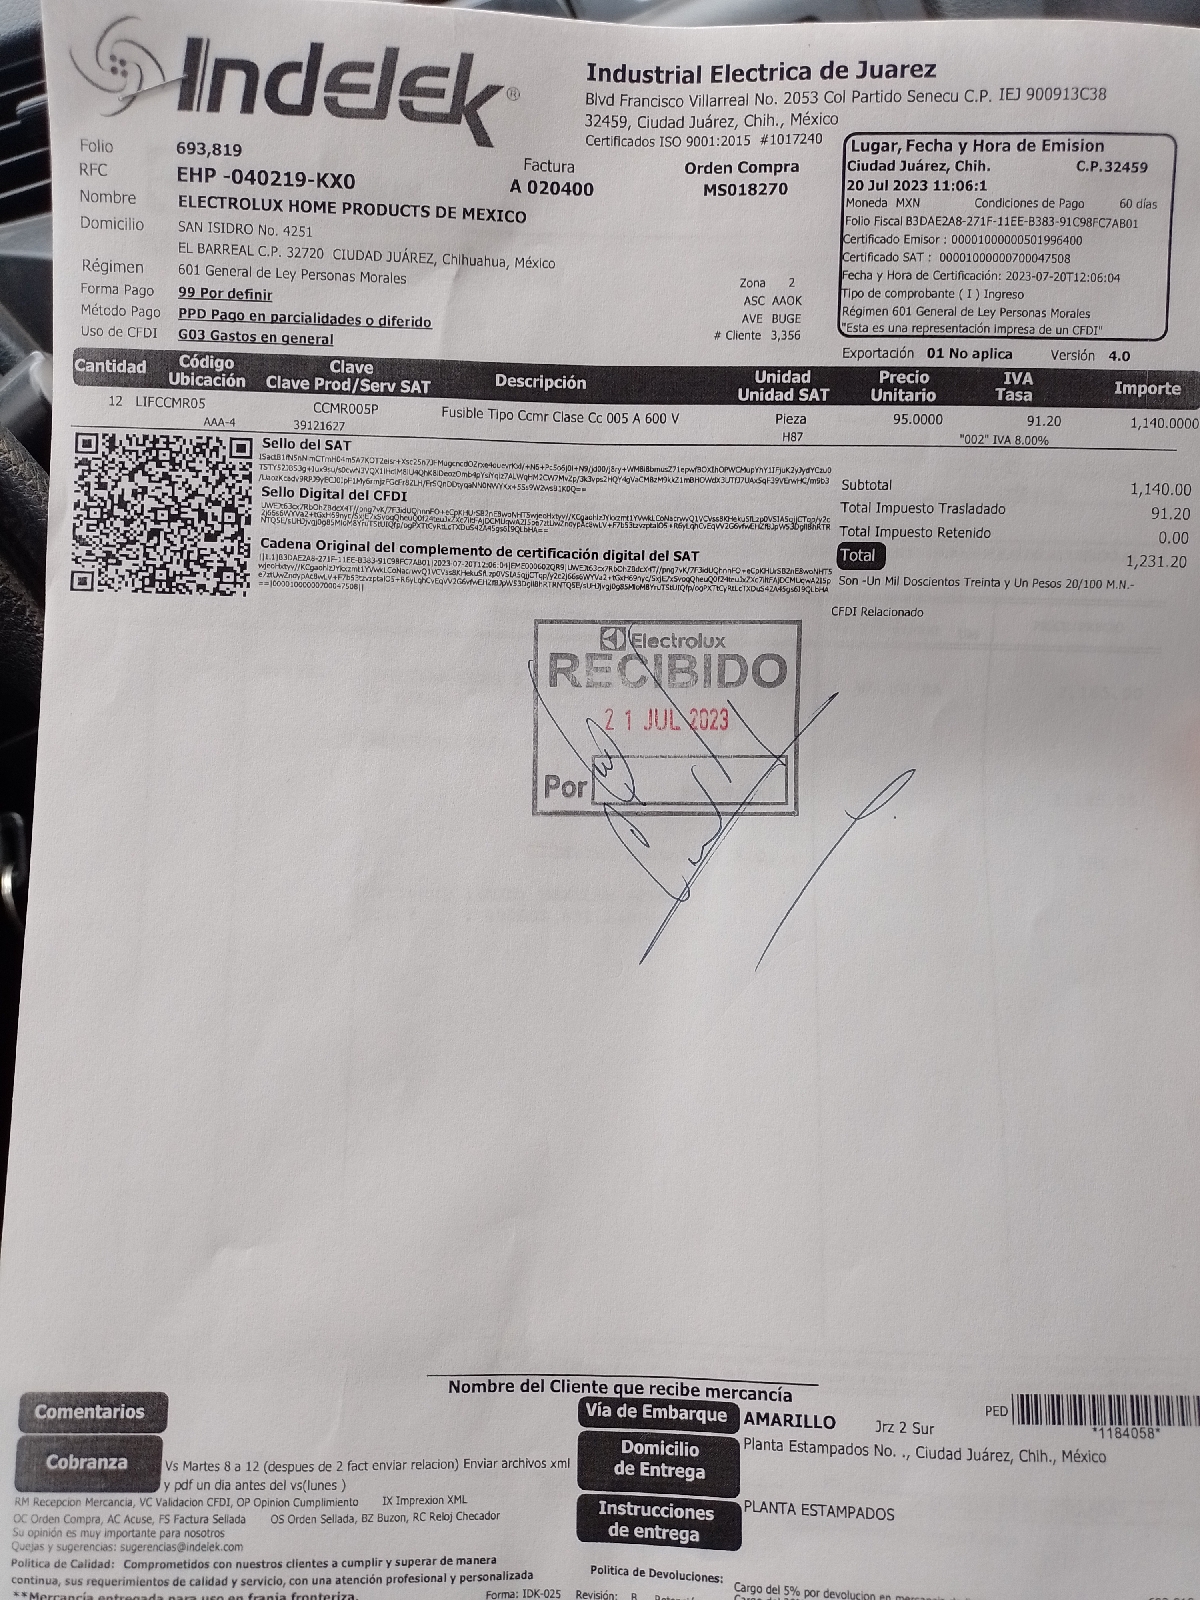 Indelek®
Industrial Electrica de Juarez
Blvd Francisco Villarreal No. 2053 Col Partido Senecu C.P. IEJ 900913C38
32459, Ciudad Juárez, Chih., México
Certificados ISO 9001:2015 #1017240
Folio 693,819
RFC EHP -040219-KX0
Nombre ELECTROLUX HOME PRODUCTS DE MEXICO
Domicilio SAN ISIDRO No. 4251
EL BARREAL C.P. 32720 CIUDAD JUÁREZ, Chihuahua, México
Régimen 601 General de Ley Personas Morales
Forma Pago 99 Por definir
Método Pago PPD Pago en parcialidades o diferido
Uso de CFDI G03 Gastos en general
Factura
A 020400
Orden Compra
MS018270
Zona 2
ASC AAOK
AVE BUGE
# Cliente 3,356
Lugar, Fecha y Hora de Emision
Ciudad Juárez, Chih. C.P.32459
20 Jul 2023 11:06:1
Moneda MXN Condiciones de Pago 60 días
Folio Fiscal B3DAE2A8-271F-11EE-B383-91C98FC7AB01
Certificado Emisor : 00001000000501996400
Certificado SAT : 00001000000700047508
Fecha y Hora de Certificación: 2023-07-20T12:06:04
Tipo de comprobante ( I ) Ingreso
Régimen 601 General de Ley Personas Morales
"Esta es una representación impresa de un CFDI"
Exportación 01 No aplica Versión 4.0
Cantidad Código Ubicación Clave Clave Prod/Serv SAT Descripción Unidad Unidad SAT Precio Unitario IVA Tasa Importe
12 LIFCCMR05 CCMR005P Fusible Tipo Ccmr Clase Cc 005 A 600 V Pieza 95.0000 91.20 1,140.0000
AAA-4 39121627 H87 "002" IVA 8.00%
Sello del SAT
Sello Digital del CFDI
Cadena Original del complemento de certificación digital del SAT
Subtotal 1,140.00
Total Impuesto Trasladado 91.20
Total Impuesto Retenido 0.00
Total 1,231.20
Son -Un Mil Doscientos Treinta y Un Pesos 20/100 M.N.-
CFDI Relacionado
Electrolux
RECIBIDO
21 JUL 2023
Por
Nombre del Cliente que recibe mercancía
Comentarios
Cobranza Vs Martes 8 a 12 (despues de 2 fact enviar relacion) Enviar archivos xml
y pdf un dia antes del vs(lunes )
Vía de Embarque AMARILLO Jrz 2 Sur
PED *1184058*
Domicilio de Entrega Planta Estampados No. ., Ciudad Juárez, Chih., México
Instrucciones de entrega PLANTA ESTAMPADOS
RM Recepcion Mercancia, VC Validacion CFDI, OP Opinion Cumplimiento IX Imprexion XML
OC Orden Compra, AC Acuse, FS Factura Sellada OS Orden Sellada, BZ Buzon, RC Reloj Checador
Su opinión es muy importante para nosotros
Quejas y sugerencias: sugerencias@indelek.com
Politica de Calidad: Comprometidos con nuestros clientes a cumplir y superar de manera
continua, sus requerimientos de calidad y servicio, con una atención profesional y personalizada
**Mercancia entregada para uso en franja fronteriza.
Forma: IDK-025 Revisión: B
Politica de Devoluciones:
Cargo del 5% por devolucion en